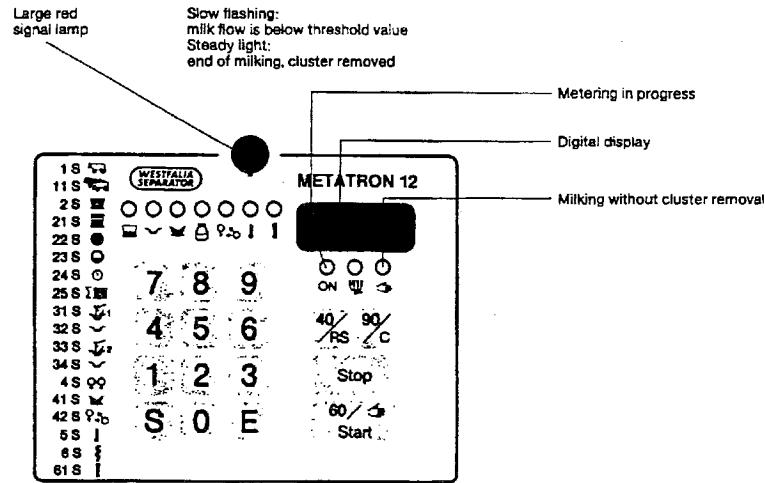 Large red
signal lamp
Slow flashing:
milk flow is below threshold value
Steady light:
end of milking, cluster removed
Metering in progress
Digital display
Milking without cluster removal
WESTFALIA
SEPARATOR
METATRON 12
1 S
11 S
2 S
21 S
22 S
23 S
24 S
25 S Σ
31 S 1
32 S
33 S 2
34 S
4 S
41 S
42 S
5 S
6 S
61 S
ON
7 8 9
4 5 6
1 2 3
S 0 E
40/RS 90/C
Stop
60/
Start